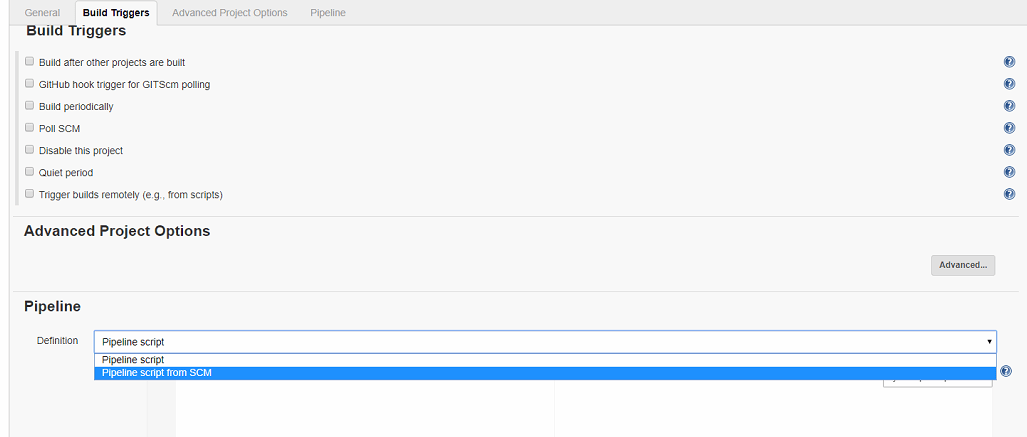 General Build Triggers Advanced Project Options Pipeline
Build Triggers
Build after other projects are built
GitHub hook trigger for GITScm polling
Build periodically
Poll SCM
Disable this project
Quiet period
Trigger builds remotely (e.g., from scripts)
Advanced Project Options
Advanced...
Pipeline
Definition Pipeline script
Pipeline script
Pipeline script from SCM